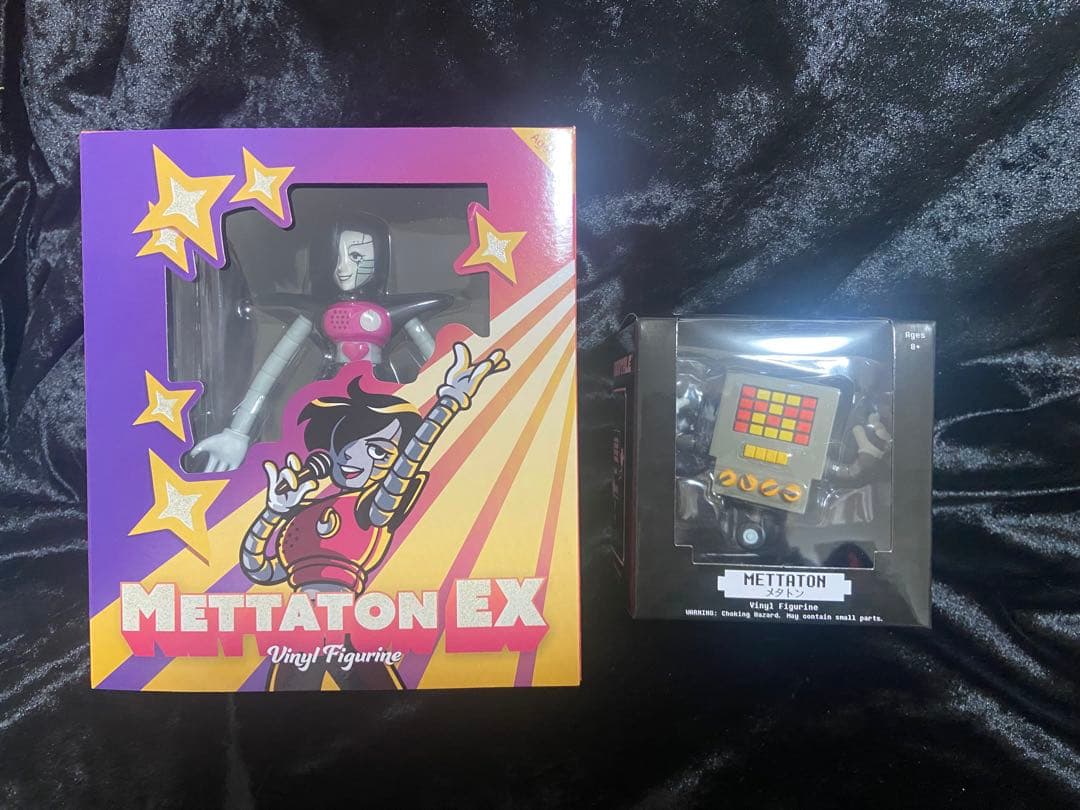 METTATON EX
Vinyl Figurine
Ages
8+
METTATON
メタトン
Vinyl Figurine
WARNING: Choking Hazard. May contain small parts.